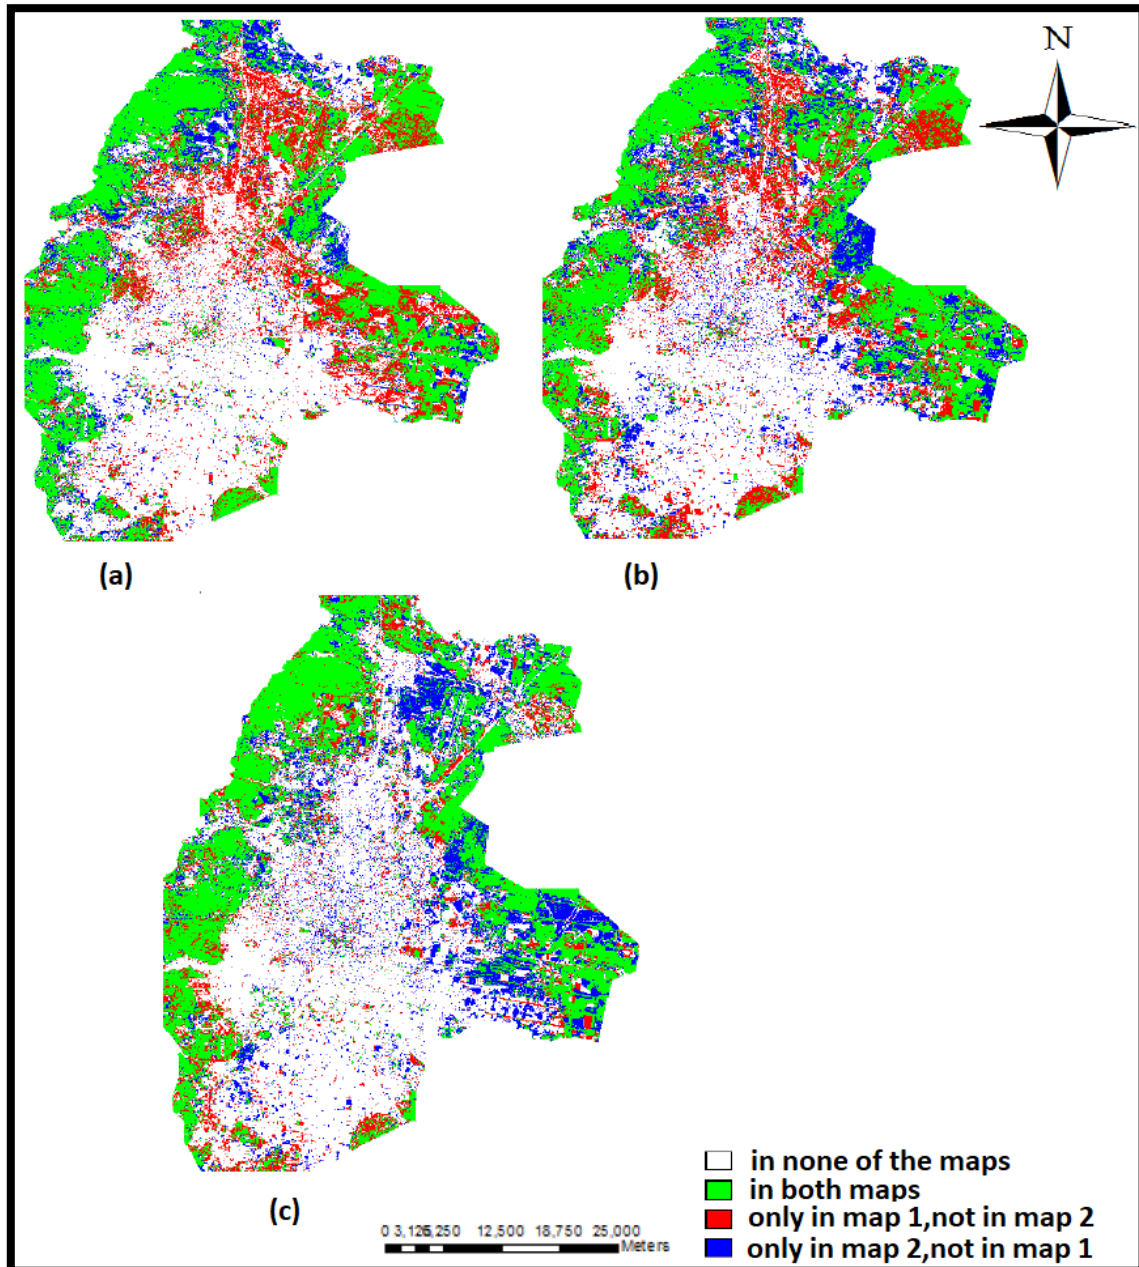 N
(a)
(b)
(c)
in none of the maps
in both maps
only in map 1,not in map 2
only in map 2,not in map 1
12,500 18,750 25,000
Meters